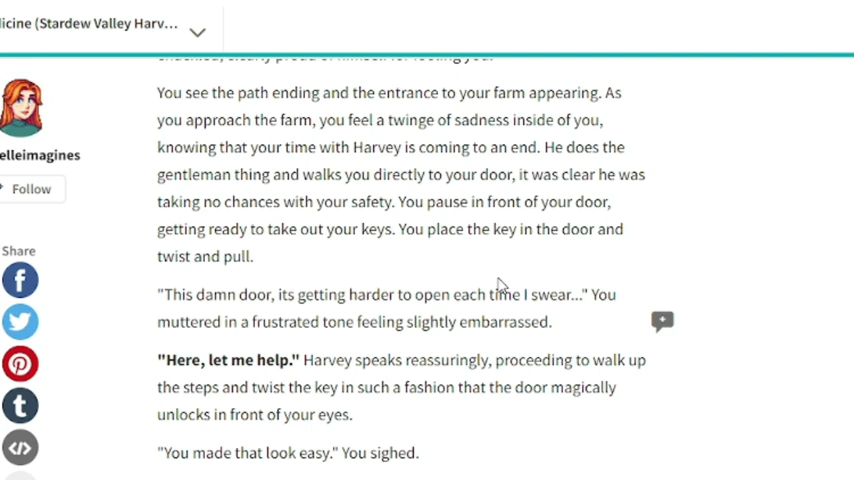 dicine (Stardew Valley Harv...
You see the path ending and the entrance to your farm appearing. As
you approach the farm, you feel a twinge of sadness inside of you,
knowing that your time with Harvey is coming to an end. He does the
gentleman thing and walks you directly to your door, it was clear he was
taking no chances with your safety. You pause in front of your door,
getting ready to take out your keys. You place the key in the door and
twist and pull.
"This damn door, its getting harder to open each time I swear..." You
muttered in a frustrated tone feeling slightly embarrassed.
"Here, let me help." Harvey speaks reassuringly, proceeding to walk up
the steps and twist the key in such a fashion that the door magically
unlocks in front of your eyes.
"You made that look easy." You sighed.
elleimagines
Follow
Share